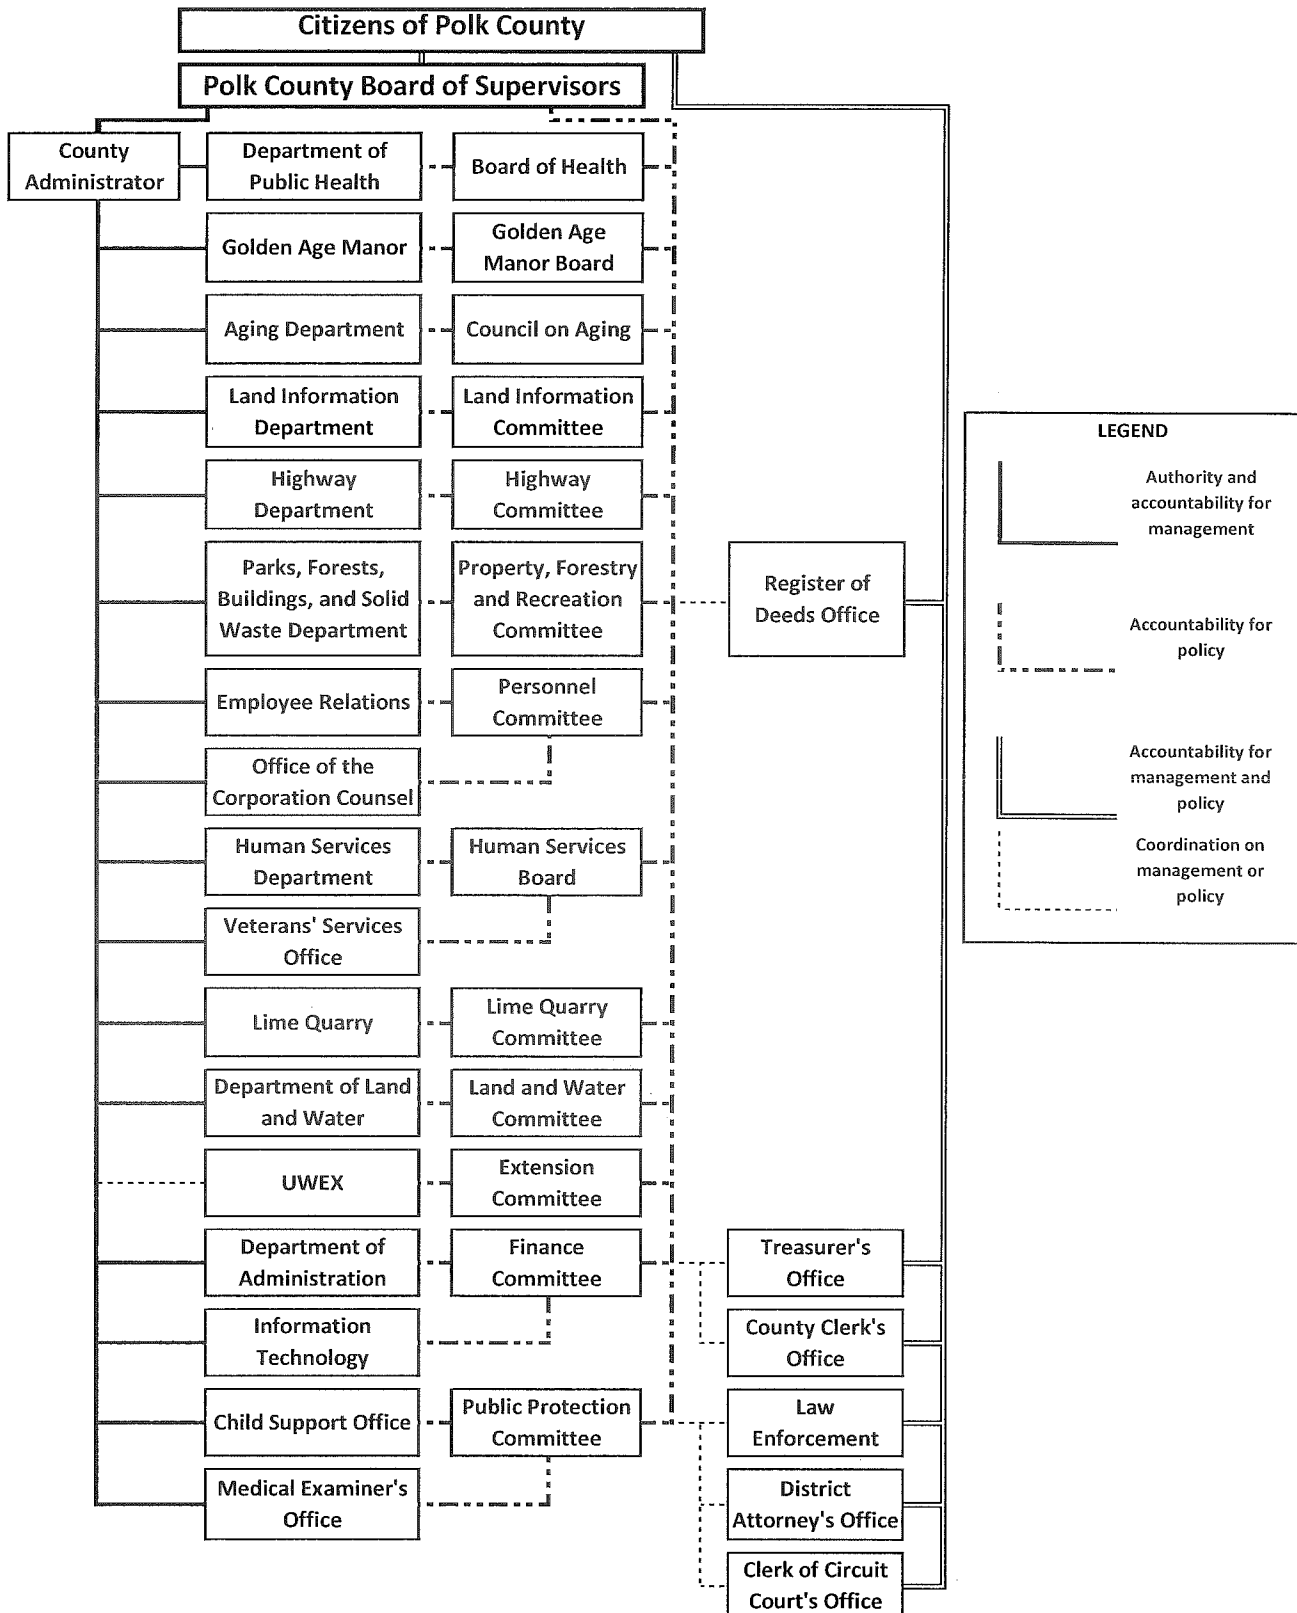 Citizens of Polk County
Polk County Board of Supervisors
County
Administrator
Department of
Public Health
Board of Health
Golden Age Manor
Golden Age
Manor Board
Aging Department
Council on Aging
Land Information
Department
Land Information
Committee
Highway
Department
Highway
Committee
Parks, Forests,
Buildings, and Solid
Waste Department
Property, Forestry
and Recreation
Committee
Register of
Deeds Office
Employee Relations
Personnel
Committee
Office of the
Corporation Counsel
Human Services
Department
Human Services
Board
Veterans' Services
Office
Lime Quarry
Lime Quarry
Committee
Department of Land
and Water
Land and Water
Committee
UWEX
Extension
Committee
Department of
Administration
Finance
Committee
Treasurer's
Office
Information
Technology
County Clerk's
Office
Child Support Office
Public Protection
Committee
Law
Enforcement
Medical Examiner's
Office
District
Attorney's Office
Clerk of Circuit
Court's Office
LEGEND
Authority and
accountability for
management
Accountability for
policy
Accountability for
management and
policy
Coordination on
management or
policy